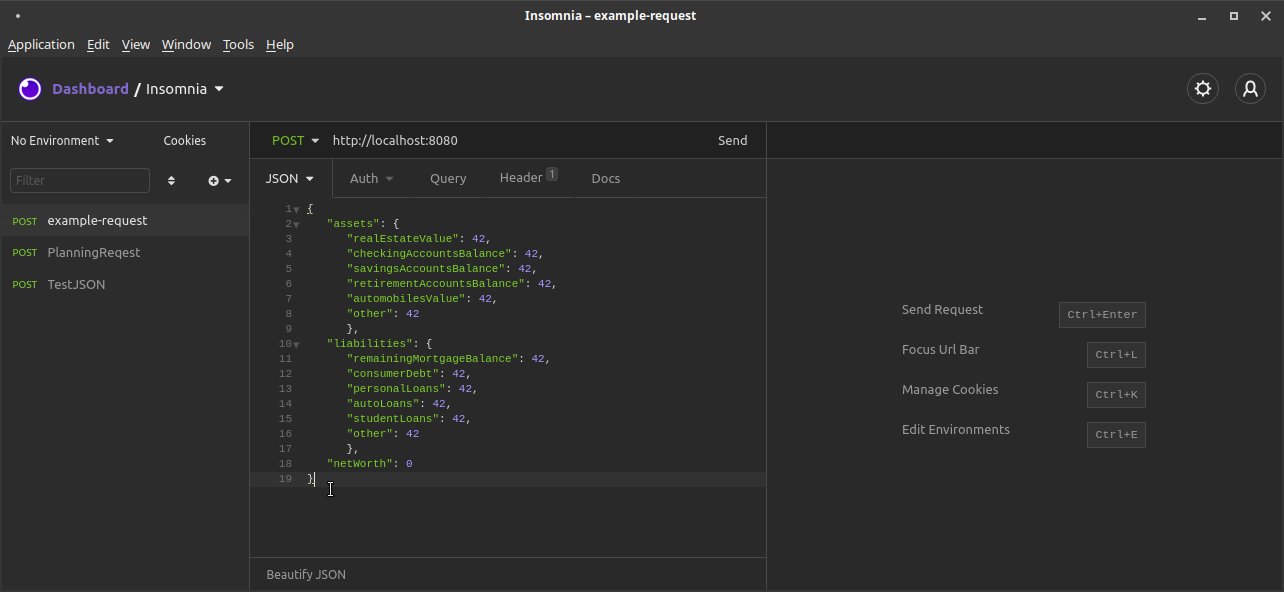 Insomnia – example-request
Application Edit View Window Tools Help
Dashboard / Insomnia
No Environment Cookies
POST http://localhost:8080 Send
Filter
JSON Auth Query Header 1 Docs
POST example-request
POST PlanningReqest
POST TestJSON
1 {
2 "assets": {
3 "realEstateValue": 42,
4 "checkingAccountsBalance": 42,
5 "savingsAccountsBalance": 42,
6 "retirementAccountsBalance": 42,
7 "automobilesValue": 42,
8 "other": 42
9 },
10 "liabilities": {
11 "remainingMortgageBalance": 42,
12 "consumerDebt": 42,
13 "personalLoans": 42,
14 "autoLoans": 42,
15 "studentLoans": 42,
16 "other": 42
17 },
18 "netWorth": 0
19 }
Beautify JSON
Send Request Ctrl+Enter
Focus Url Bar Ctrl+L
Manage Cookies Ctrl+K
Edit Environments Ctrl+E